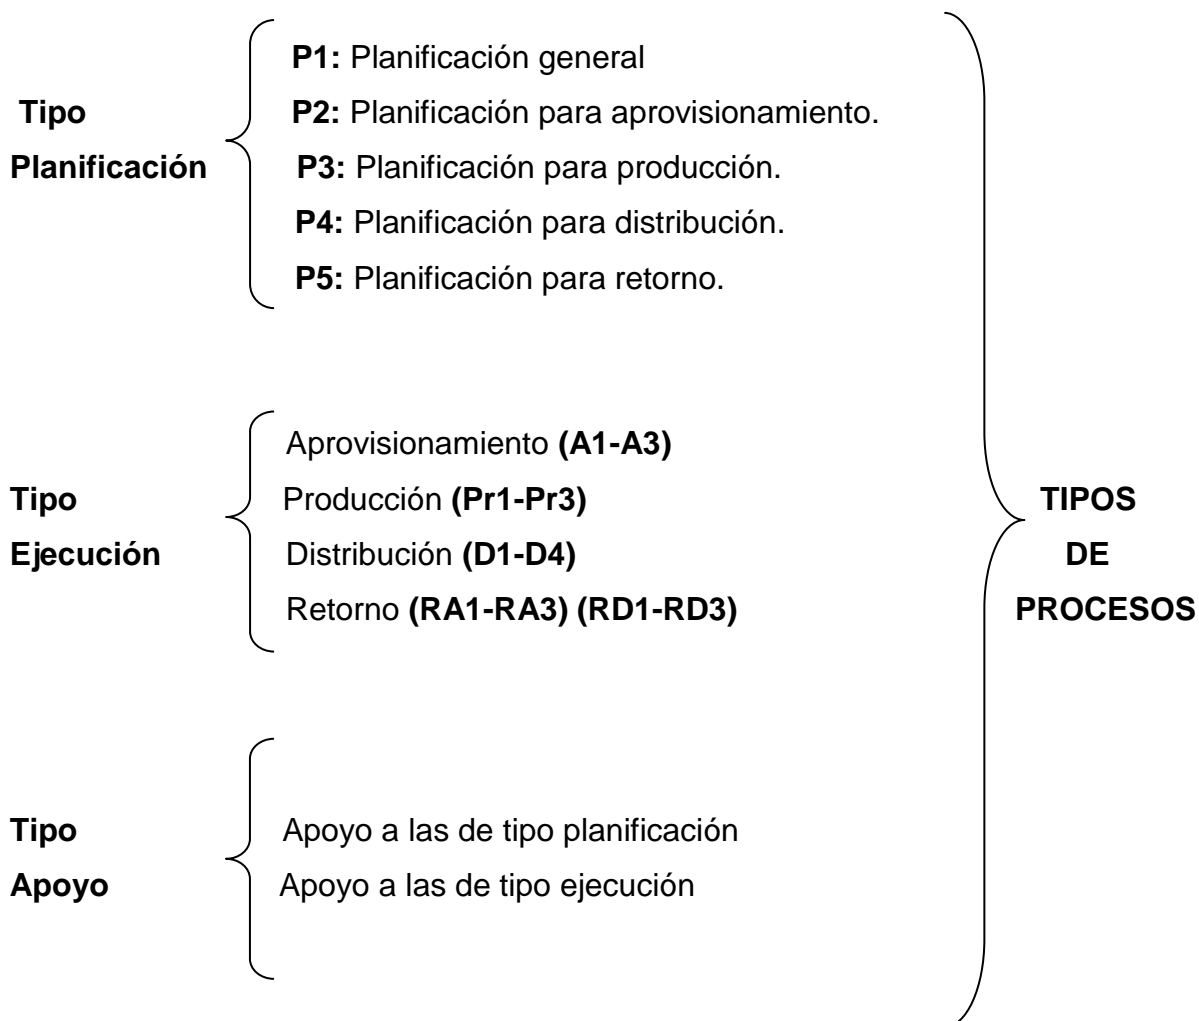 P1: Planificación general
Tipo P2: Planificación para aprovisionamiento.
Planificación P3: Planificación para producción.
P4: Planificación para distribución.
P5: Planificación para retorno.
Aprovisionamiento (A1-A3)
Tipo Producción (Pr1-Pr3) TIPOS
Ejecución Distribución (D1-D4) DE
Retorno (RA1-RA3) (RD1-RD3) PROCESOS
Tipo Apoyo a las de tipo planificación
Apoyo Apoyo a las de tipo ejecución